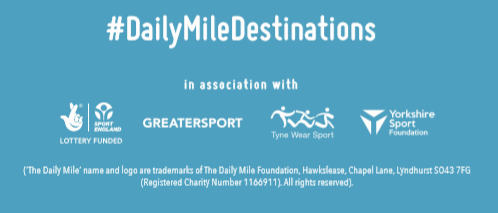 #DailyMileDestinations
in association with
SPORT
ENGLAND
LOTTERY FUNDED
GREATERSPORT
Tyne Wear Sport
Yorkshire
Sport
Foundation
('The Daily Mile' name and logo are trademarks of The Daily Mile Foundation, Hawkslease, Chapel Lane, Lyndhurst SO43 7FG
(Registered Charity Number 1166911). All rights reserved).